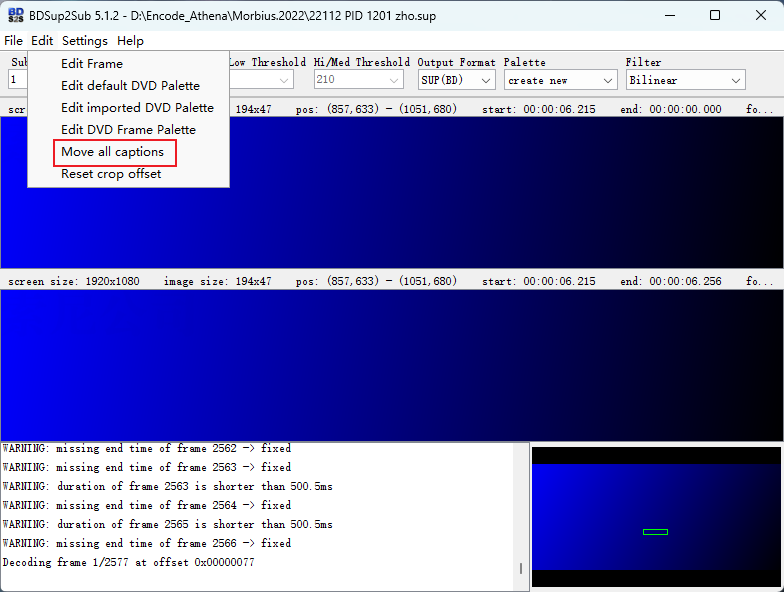 BDSup2Sub 5.1.2 - D:\Encode_Athena\Morbius.2022\22112 PID 1201 zho.sup
File Edit Settings Help
Low Threshold Hi/Med Threshold Output Format Palette Filter
1 210 SUP(BD) create new Bilinear
Edit Frame
Edit default DVD Palette
Edit imported DVD Palette
Edit DVD Frame Palette
Move all captions
Reset crop offset
194x47 pos: (857,633) - (1051,680) start: 00:00:06.215 end: 00:00:00.000 fo...
screen size: 1920x1080 image size: 194x47 pos: (857,633) - (1051,680) start: 00:00:06.215 end: 00:00:06.256 fo...
WARNING: missing end time of frame 2562 -> fixed
WARNING: missing end time of frame 2563 -> fixed
WARNING: duration of frame 2563 is shorter than 500.5ms
WARNING: missing end time of frame 2564 -> fixed
WARNING: duration of frame 2565 is shorter than 500.5ms
WARNING: missing end time of frame 2566 -> fixed
Decoding frame 1/2577 at offset 0x00000077